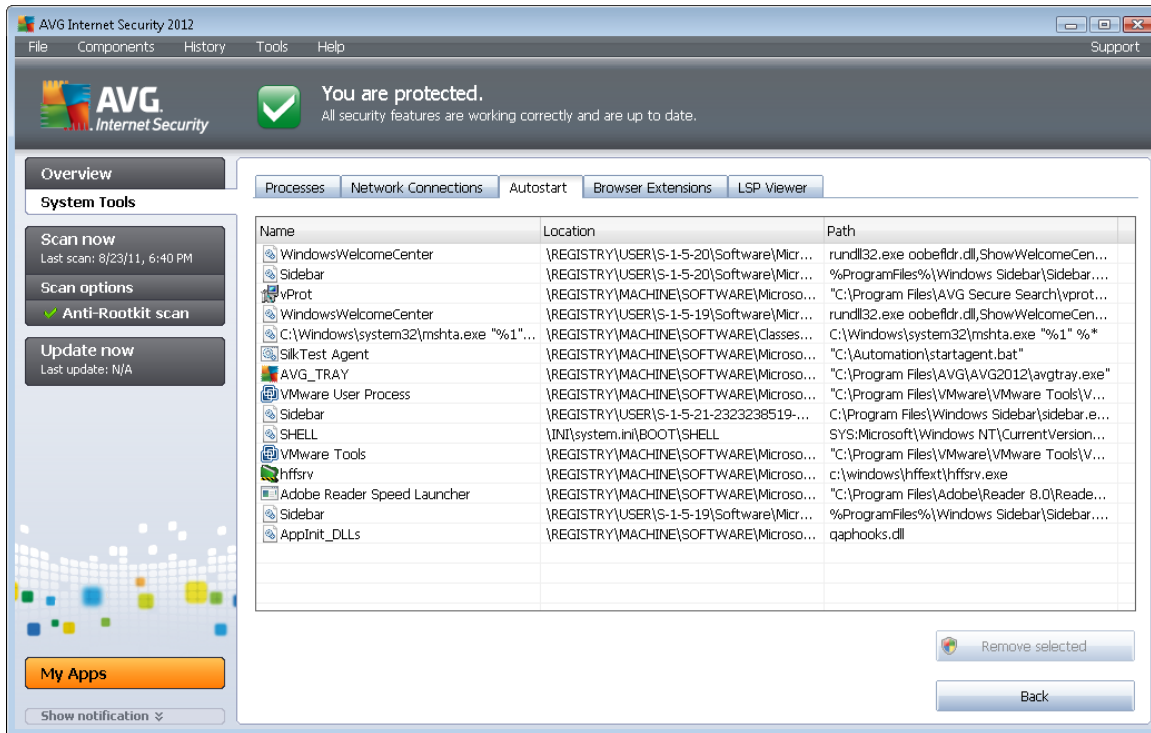 AVG Internet Security 2012
File Components History Tools Help Support
AVG.
Internet Security
You are protected.
All security features are working correctly and are up to date.
Overview
System Tools
Scan now
Last scan: 8/23/11, 6:40 PM
Scan options
Anti-Rootkit scan
Update now
Last update: N/A
My Apps
Show notification
Processes Network Connections Autostart Browser Extensions LSP Viewer
Name Location Path
WindowsWelcomeCenter \REGISTRY\USER\S-1-5-20\Software\Micr... rundll32.exe oobefldr.dll,ShowWelcomeCen...
Sidebar \REGISTRY\USER\S-1-5-20\Software\Micr... %ProgramFiles%\Windows Sidebar\Sidebar....
vProt \REGISTRY\MACHINE\SOFTWARE\Microso... "C:\Program Files\AVG Secure Search\vprot...
WindowsWelcomeCenter \REGISTRY\USER\S-1-5-19\Software\Micr... rundll32.exe oobefldr.dll,ShowWelcomeCen...
C:\Windows\system32\mshta.exe "%1"... \REGISTRY\MACHINE\SOFTWARE\Classes... C:\Windows\system32\mshta.exe "%1" %*
SilkTest Agent \REGISTRY\MACHINE\SOFTWARE\Microso... "C:\Automation\startagent.bat"
AVG_TRAY \REGISTRY\MACHINE\SOFTWARE\Microso... "C:\Program Files\AVG\AVG2012\avgtray.exe"
VMware User Process \REGISTRY\MACHINE\SOFTWARE\Microso... "C:\Program Files\VMware\VMware Tools\V...
Sidebar \REGISTRY\USER\S-1-5-21-2323238519-... C:\Program Files\Windows Sidebar\sidebar.e...
SHELL \INI\system.ini\BOOT\SHELL SYS:Microsoft\Windows NT\CurrentVersion...
VMware Tools \REGISTRY\MACHINE\SOFTWARE\Microso... "C:\Program Files\VMware\VMware Tools\V...
hffsrv \REGISTRY\MACHINE\SOFTWARE\Microso... c:\windows\hffext\hffsrv.exe
Adobe Reader Speed Launcher \REGISTRY\MACHINE\SOFTWARE\Microso... "C:\Program Files\Adobe\Reader 8.0\Reade...
Sidebar \REGISTRY\USER\S-1-5-19\Software\Micr... %ProgramFiles%\Windows Sidebar\Sidebar....
AppInit_DLLs \REGISTRY\MACHINE\SOFTWARE\Microso... qaphooks.dll
Remove selected
Back